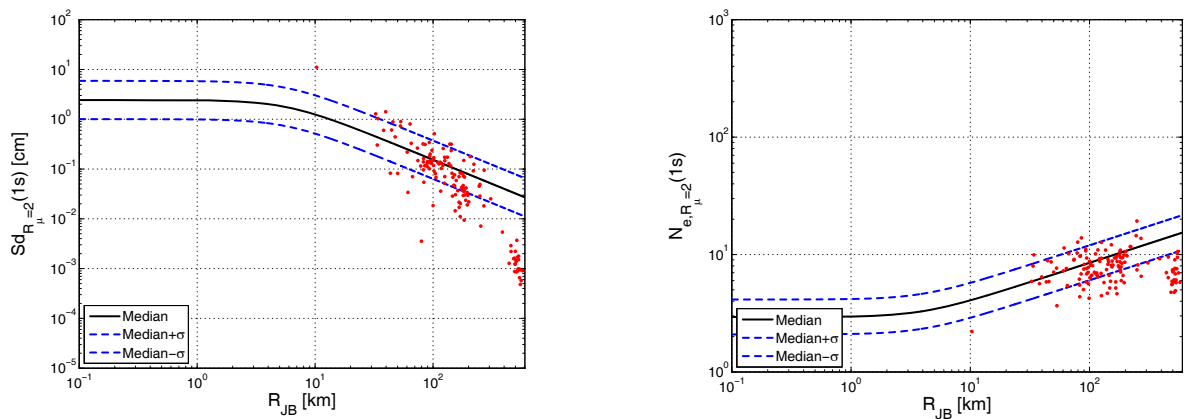 10^2
10^1
10^0
10^-1
10^-2
10^-3
10^-4
10^-5
Sd_{R_μ=2}(1s) [cm]
Median
Median+σ
Median−σ
10^-1
10^0
10^1
10^2
R_JB [km]
10^3
10^2
10^1
10^0
N_{e,R_μ=2}(1s)
Median
Median+σ
Median−σ
10^-1
10^0
10^1
10^2
R_JB [km]